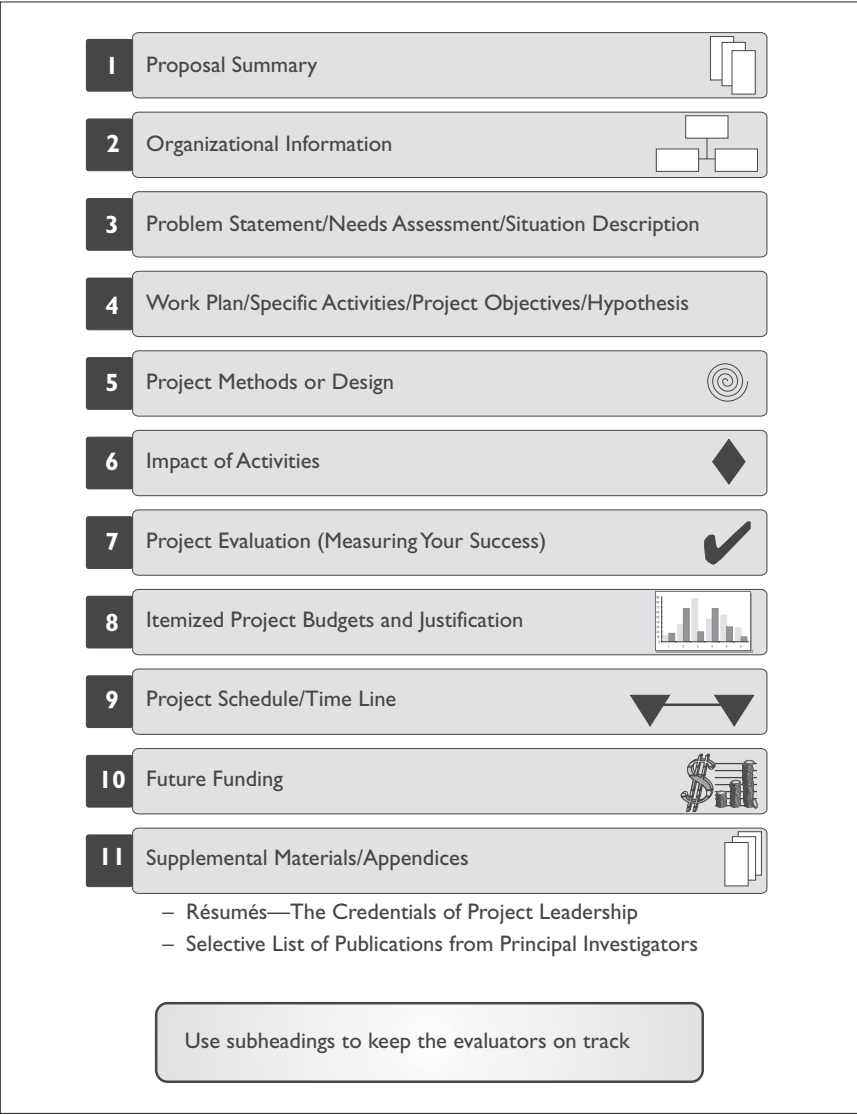 1 Proposal Summary
2 Organizational Information
3 Problem Statement/Needs Assessment/Situation Description
4 Work Plan/Specific Activities/Project Objectives/Hypothesis
5 Project Methods or Design
6 Impact of Activities
7 Project Evaluation (Measuring Your Success)
8 Itemized Project Budgets and Justification
9 Project Schedule/Time Line
10 Future Funding
11 Supplemental Materials/Appendices
– Résumés—The Credentials of Project Leadership
– Selective List of Publications from Principal Investigators
Use subheadings to keep the evaluators on track